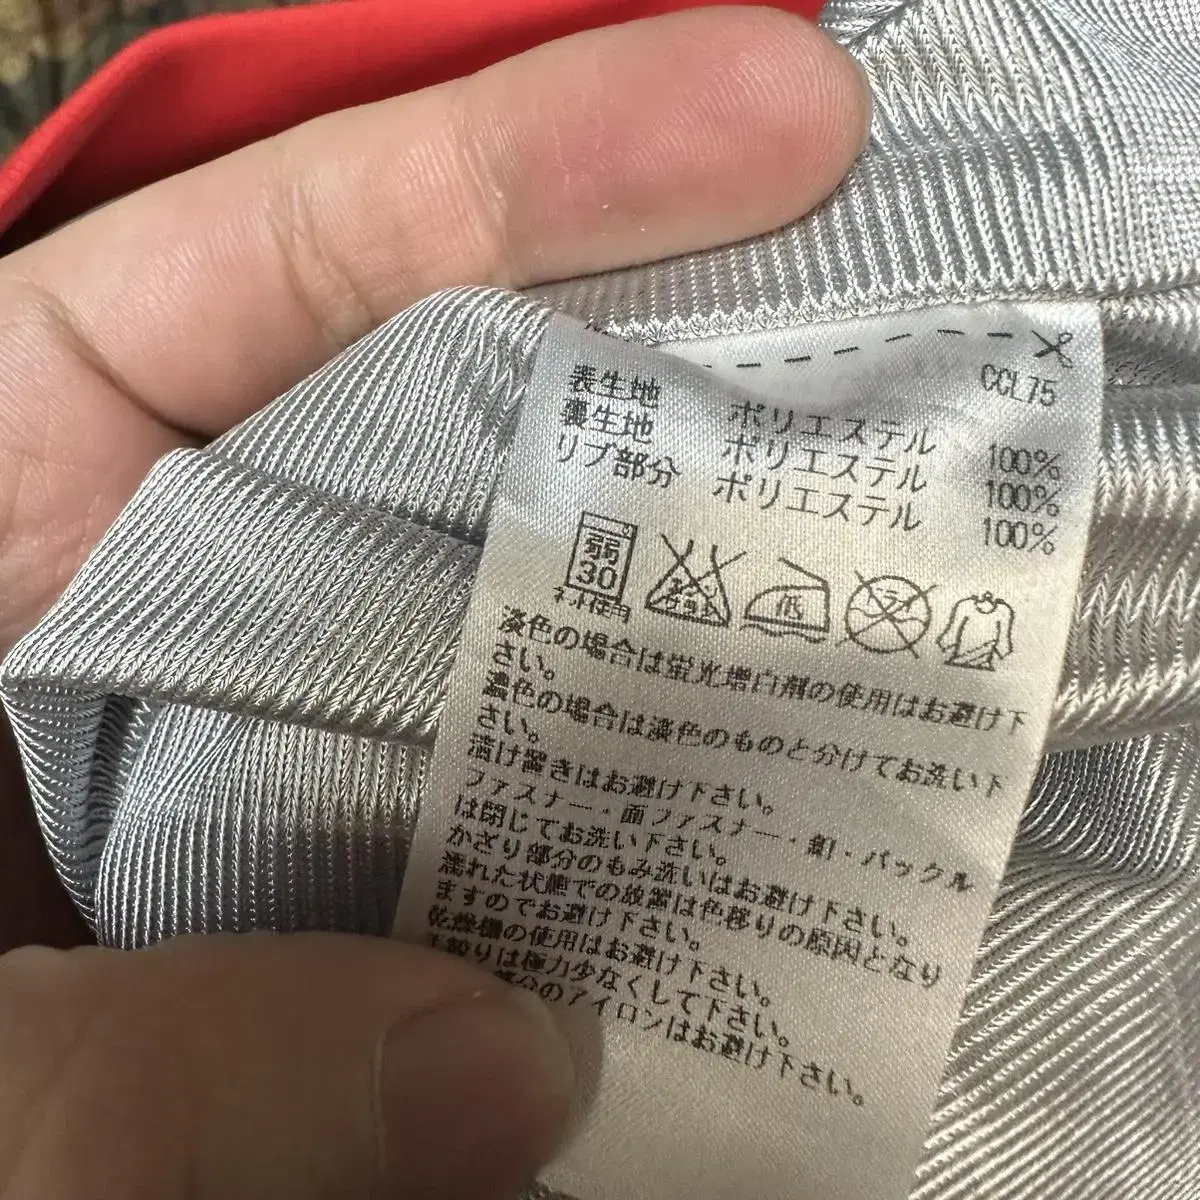 CCL75
表生地 ポリエステル 100%
裏生地 ポリエステル 100%
リブ部分 ポリエステル 100%
弱
30
ネット使用
低
ドライ
淡色の場合は蛍光増白剤の使用はお避け下
さい。
濃色の場合は淡色のものと分けてお洗い下
さい。
漬け置きはお避け下さい。
ファスナー・面ファスナー・釦・バックル
は閉じてお洗い下さい。
かざり部分のもみ洗いはお避け下さい。
濡れた状態での放置は色移りの原因となり
ますのでお避け下さい。
乾燥機の使用はお避け下さい。
絞りは極力少なくして下さい。
部分のアイロンはお避け下さい。